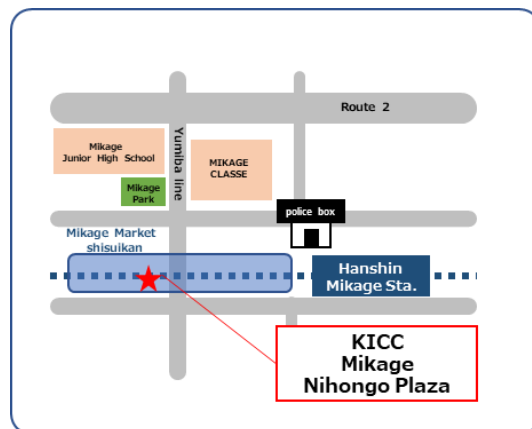 Route 2
Mikage
Junior High School
Yumiba line
MIKAGE
CLASSE
Mikage
Park
police box
Mikage Market
shisuikan
Hanshin
Mikage Sta.
KICC
Mikage
Nihongo Plaza